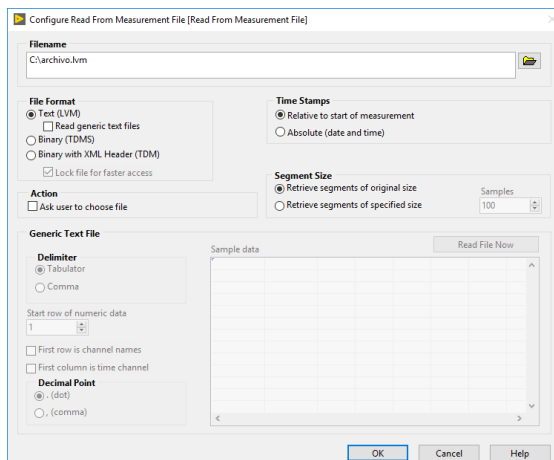 Configure Read From Measurement File [Read From Measurement File]
Filename
C:\archivo.lvm
File Format
Text (LVM)
Read generic text files
Binary (TDMS)
Binary with XML Header (TDM)
Lock file for faster access
Action
Ask user to choose file
Time Stamps
Relative to start of measurement
Absolute (date and time)
Segment Size
Retrieve segments of original size
Retrieve segments of specified size
Samples
100
Generic Text File
Delimiter
Tabulator
Comma
Start row of numeric data
1
First row is channel names
First column is time channel
Decimal Point
. (dot)
, (comma)
Sample data
Read File Now
OK Cancel Help